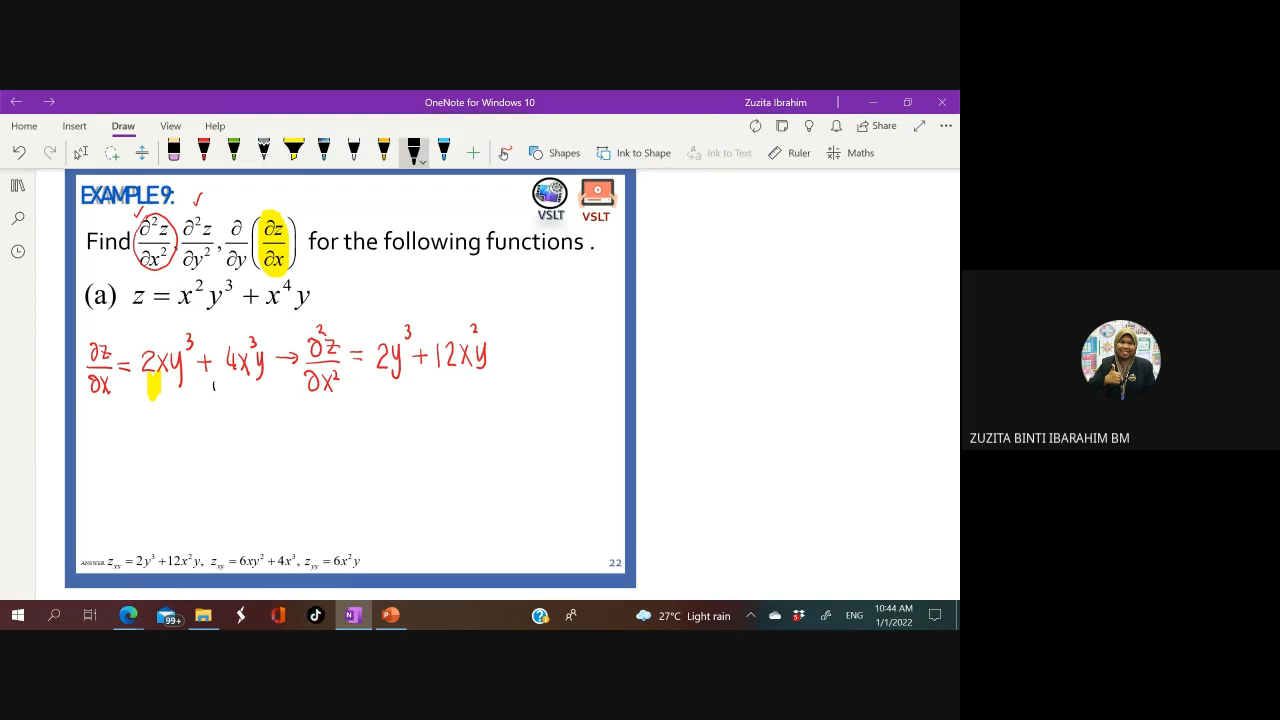 OneNote for Windows 10
Zuzita Ibrahim
Home Insert Draw View Help
Share
Shapes Ink to Shape Ink to Text Ruler Maths
EXAMPLE 9:
VSLT VSLT
Find ∂²z/∂x², ∂²z/∂y², ∂/∂y(∂z/∂x) for the following functions .
(a) z = x²y³ + x⁴y
∂z/∂x = 2xy³ + 4x³y → ∂²z/∂x² = 2y³ + 12x²y
ANSWER z_xx = 2y³ +12x²y, z_xy = 6xy² + 4x³, z_yy = 6x²y
22
ZUZITA BINTI IBARAHIM BM
99+
27°C Light rain
5
ENG
10:44 AM
1/1/2022